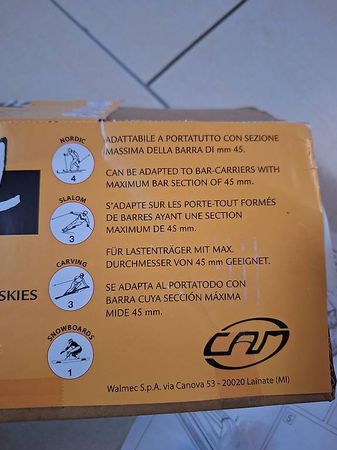 NORDIC
4
SLALOM
3
CARVING
3
SNOWBOARDS
1
SKIES
ADATTABILE A PORTATUTTO CON SEZIONE
MASSIMA DELLA BARRA DI mm 45.
CAN BE ADAPTED TO BAR-CARRIERS WITH
MAXIMUM BAR SECTION OF 45 mm.
S'ADAPTE SUR LES PORTE-TOUT FORMÉS
DE BARRES AYANT UNE SECTION
MAXIMUM DE 45 mm.
FÜR LASTENTRÄGER MIT MAX.
DURCHMESSER VON 45 mm GEEIGNET.
SE ADAPTA AL PORTATODO CON
BARRA CUYA SECCIÓN MÁXIMA
MIDE 45 mm.
CAM
Walmec S.p.A. via Canova 53 - 20020 Lainate (MI)